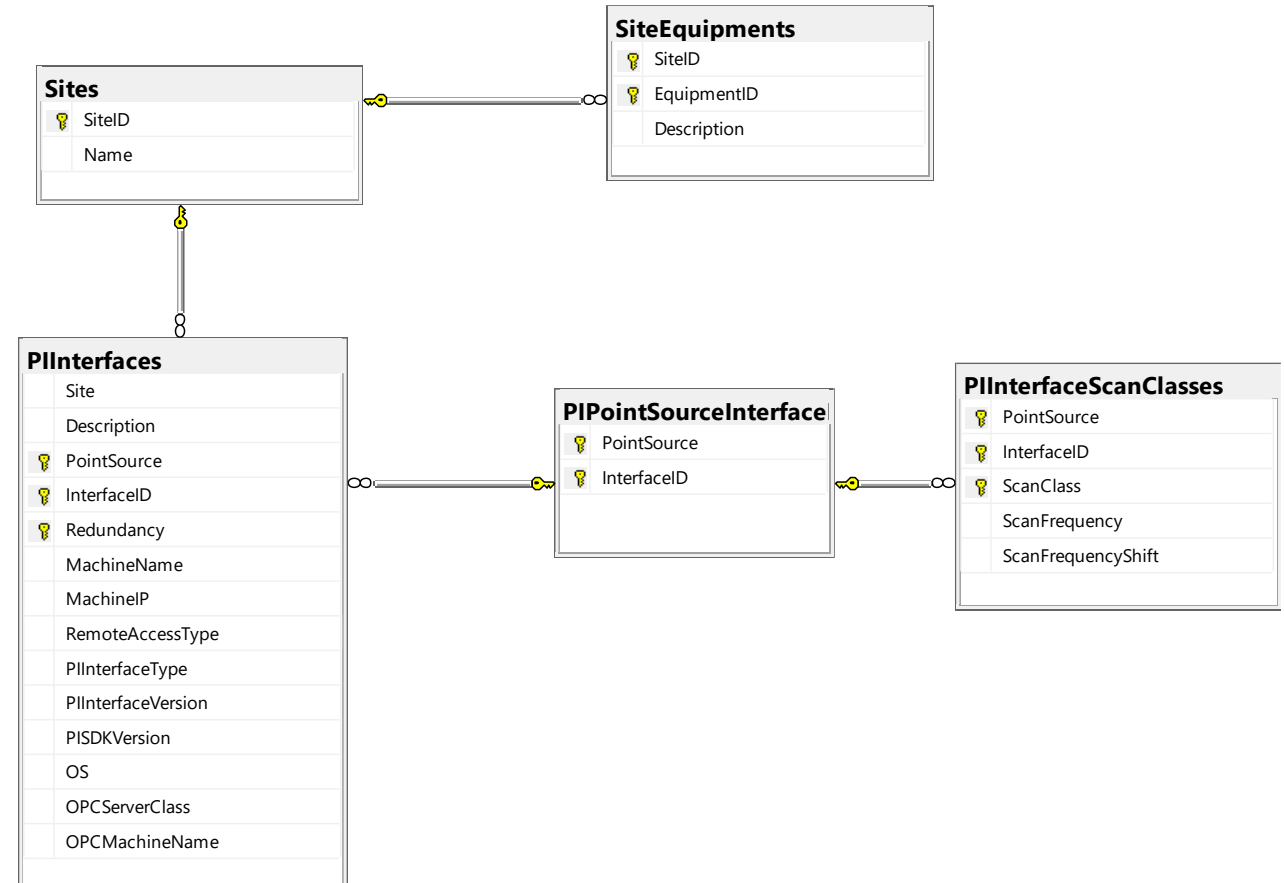 SiteEquipments
SiteID
EquipmentID
Description
Sites
SiteID
Name
PIInterfaces
Site
Description
PointSource
InterfaceID
Redundancy
MachineName
MachineIP
RemoteAccessType
PIInterfaceType
PIInterfaceVersion
PISDKVersion
OS
OPCServerClass
OPCMachineName
PIPointSourceInterface
PointSource
InterfaceID
PIInterfaceScanClasses
PointSource
InterfaceID
ScanClass
ScanFrequency
ScanFrequencyShift